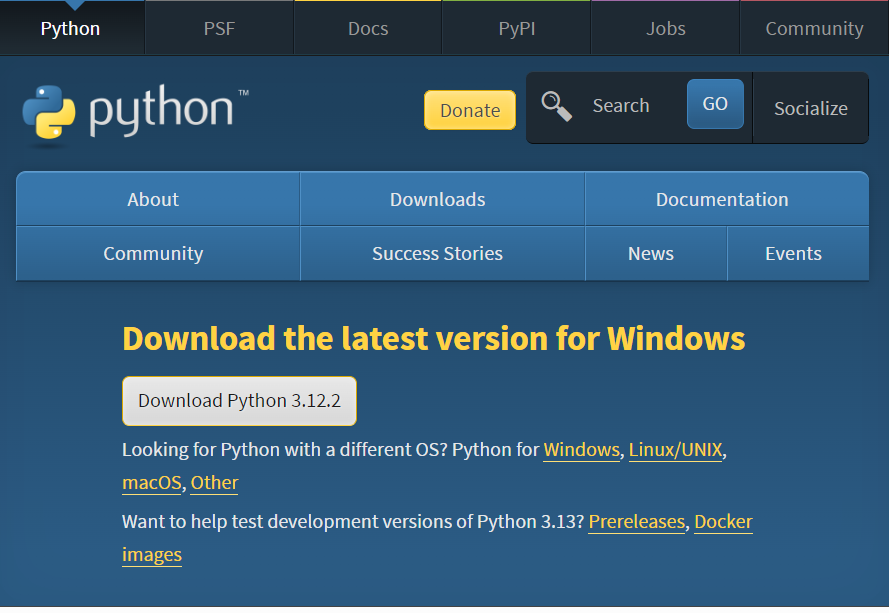 Python PSF Docs PyPI Jobs Community
python™ Donate Search GO Socialize
About Downloads Documentation
Community Success Stories News Events
Download the latest version for Windows
Download Python 3.12.2
Looking for Python with a different OS? Python for Windows, Linux/UNIX,
macOS, Other
Want to help test development versions of Python 3.13? Prereleases, Docker
images